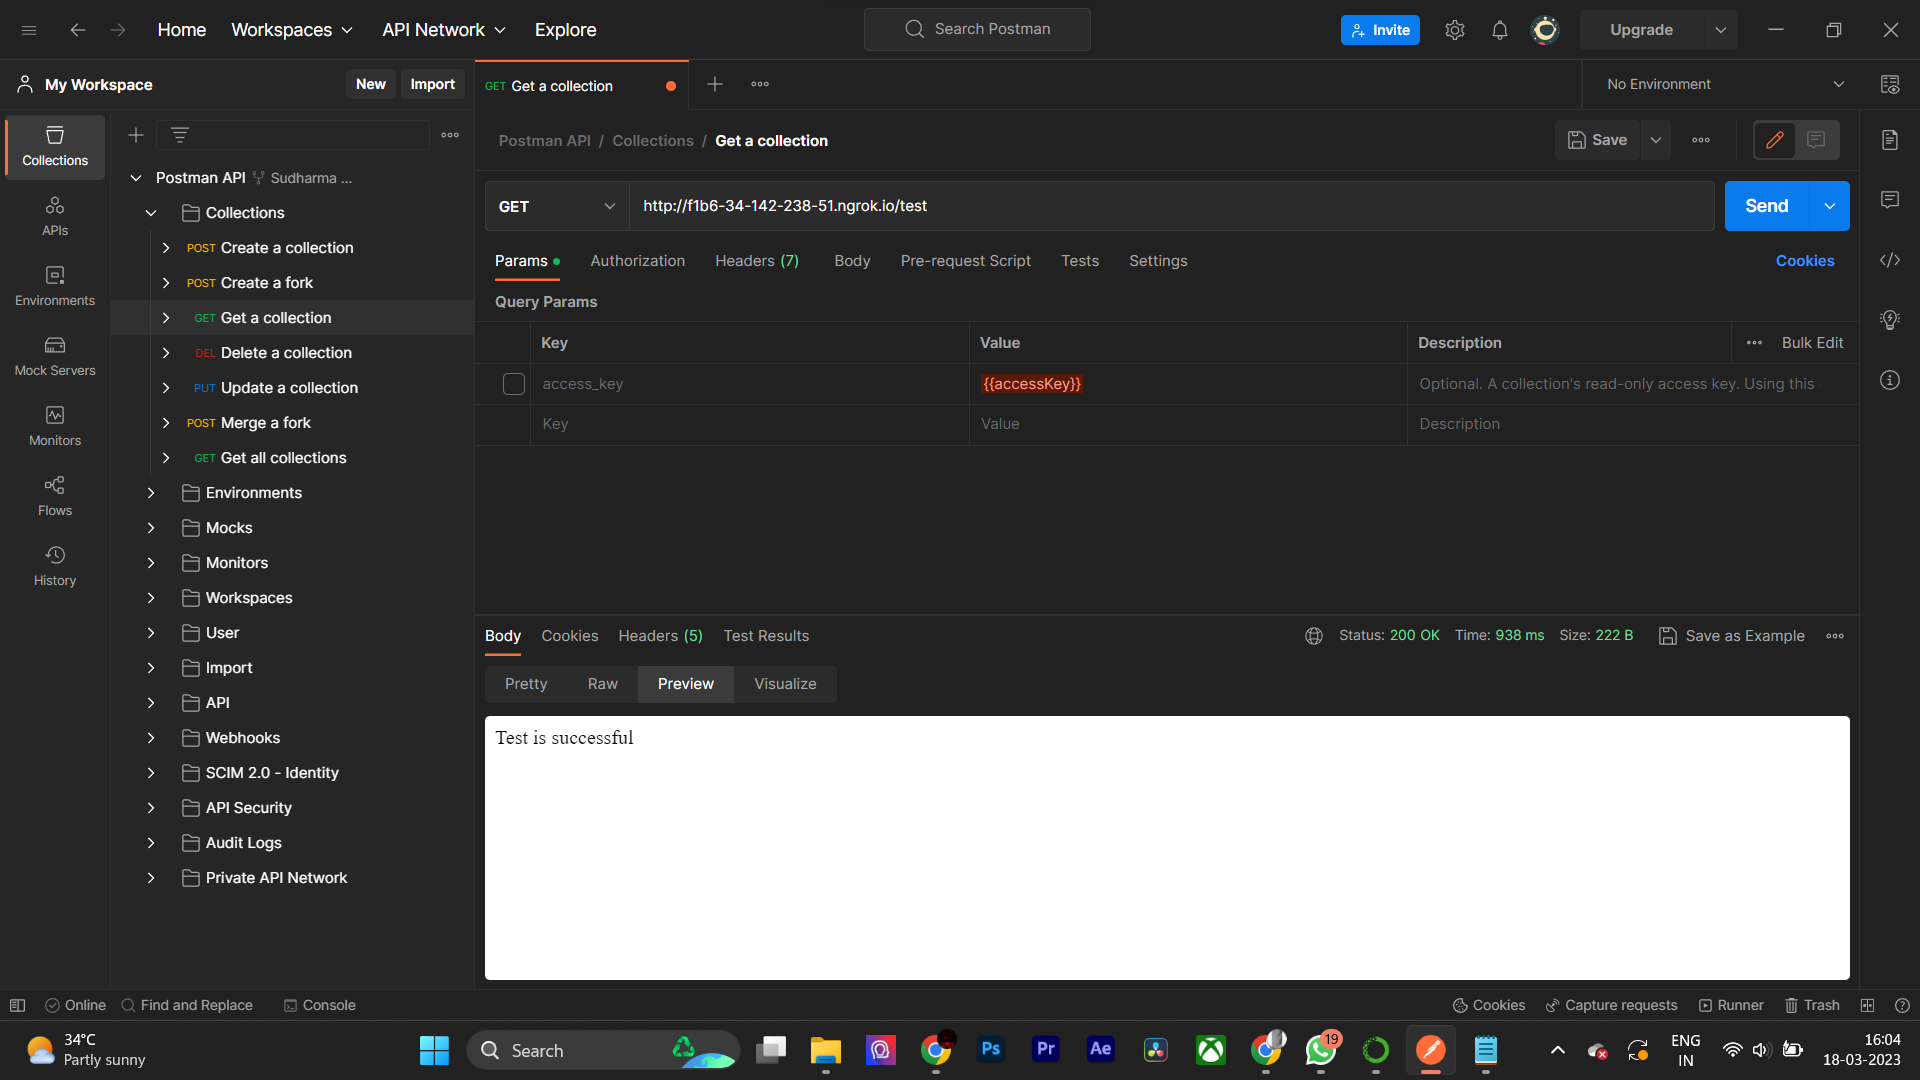 Home Workspaces API Network Explore Search Postman Invite Upgrade
My Workspace New Import
GET Get a collection No Environment
Postman API / Collections / Get a collection Save
Collections
APIs
Environments
Mock Servers
Monitors
Flows
History
Postman API Sudharma ...
Collections
POST Create a collection
POST Create a fork
GET Get a collection
DEL Delete a collection
PUT Update a collection
POST Merge a fork
GET Get all collections
Environments
Mocks
Monitors
Workspaces
User
Import
API
Webhooks
SCIM 2.0 - Identity
API Security
Audit Logs
Private API Network
GET http://f1b6-34-142-238-51.ngrok.io/test Send
Params Authorization Headers (7) Body Pre-request Script Tests Settings Cookies
Query Params
Key Value Description Bulk Edit
access_key {{accessKey}} Optional. A collection's read-only access key. Using this
Key Value Description
Body Cookies Headers (5) Test Results Status: 200 OK Time: 938 ms Size: 222 B Save as Example
Pretty Raw Preview Visualize
Test is successful
Online Find and Replace Console Cookies Capture requests Runner Trash
34°C
Partly sunny
Search
Ps Pr Ae 19
ENG
IN
16:04
18-03-2023